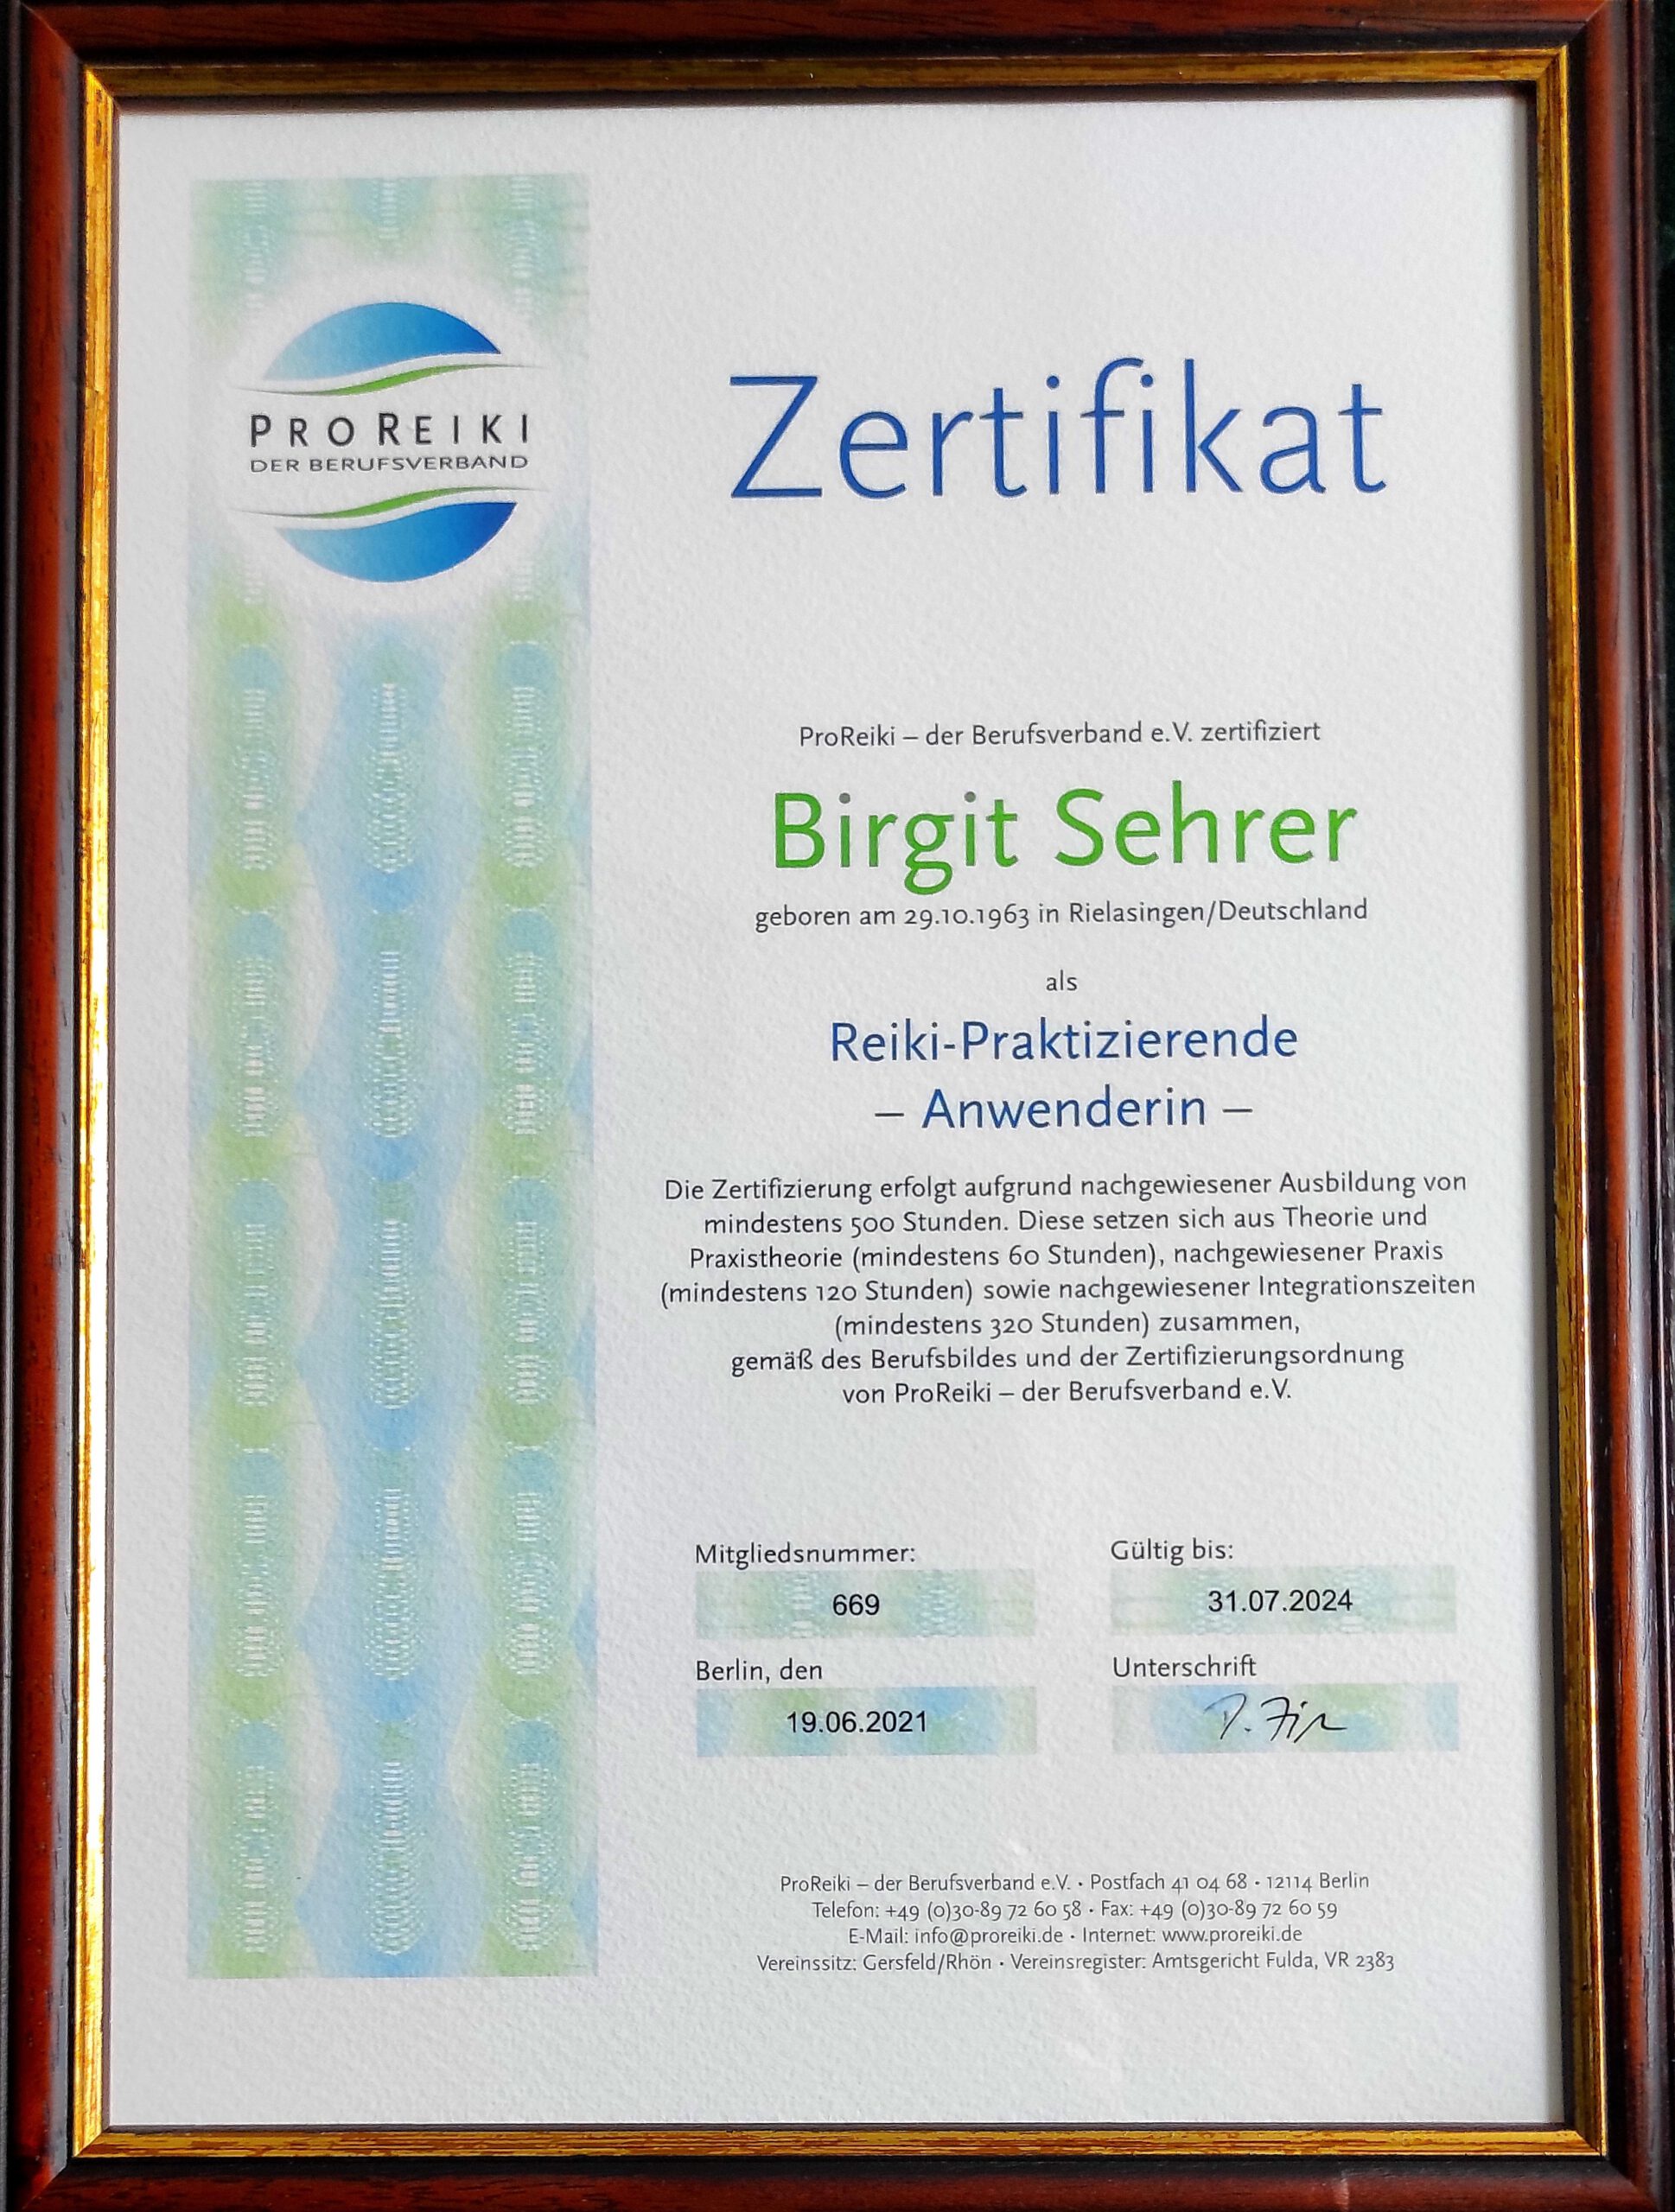 PROREIKI
DER BERUFSVERBAND
Zertifikat
ProReiki – der Berufsverband e.V. zertifiziert
Birgit Sehrer
geboren am 29.10.1963 in Rielasingen/Deutschland
als
Reiki-Praktizierende
– Anwenderin –
Die Zertifizierung erfolgt aufgrund nachgewiesener Ausbildung von
mindestens 500 Stunden. Diese setzen sich aus Theorie und
Praxistheorie (mindestens 60 Stunden), nachgewiesener Praxis
(mindestens 120 Stunden) sowie nachgewiesener Integrationszeiten
(mindestens 320 Stunden) zusammen,
gemäß des Berufsbildes und der Zertifizierungsordnung
von ProReiki – der Berufsverband e.V.
Mitgliedsnummer:
669
Gültig bis:
31.07.2024
Berlin, den
19.06.2021
Unterschrift
ProReiki – der Berufsverband e.V. • Postfach 41 04 68 • 12114 Berlin
Telefon: +49 (0)30-89 72 60 58 • Fax: +49 (0)30-89 72 60 59
E-Mail: info@proreiki.de • Internet: www.proreiki.de
Vereinssitz: Gersfeld/Rhön • Vereinsregister: Amtsgericht Fulda, VR 2383